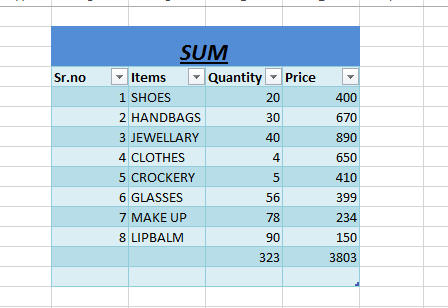 SUM
Sr.no Items Quantity Price
1 SHOES 20 400
2 HANDBAGS 30 670
3 JEWELLARY 40 890
4 CLOTHES 4 650
5 CROCKERY 5 410
6 GLASSES 56 399
7 MAKE UP 78 234
8 LIPBALM 90 150
323 3803